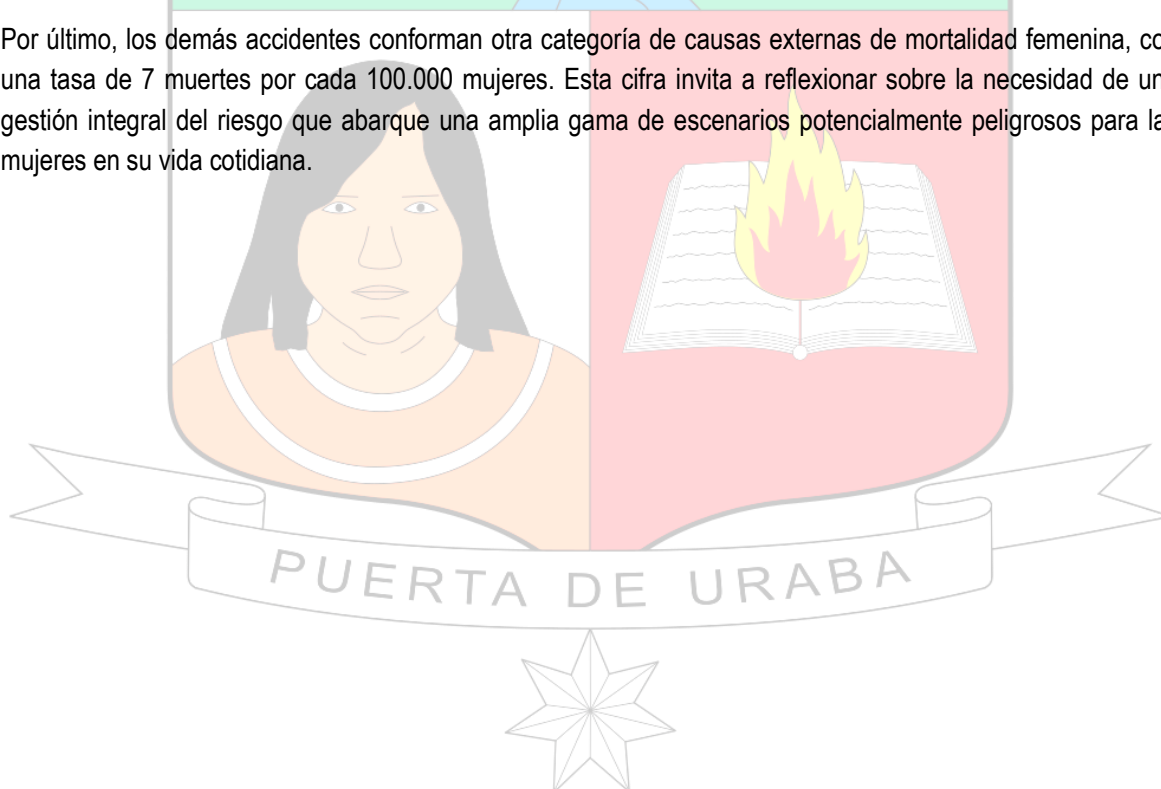 Por último, los demás accidentes conforman otra categoría de causas externas de mortalidad femenina, co
una tasa de 7 muertes por cada 100.000 mujeres. Esta cifra invita a reflexionar sobre la necesidad de un
gestión integral del riesgo que abarque una amplia gama de escenarios potencialmente peligrosos para la
mujeres en su vida cotidiana.
PUERTA DE URABA